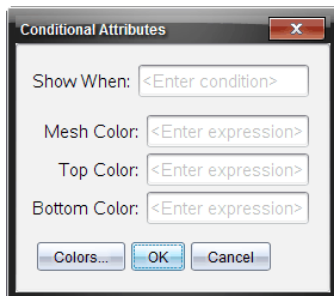 Conditional Attributes
x
Show When: <Enter condition>
Mesh Color: <Enter expression>
Top Color: <Enter expression>
Bottom Color: <Enter expression>
Colors... OK Cancel